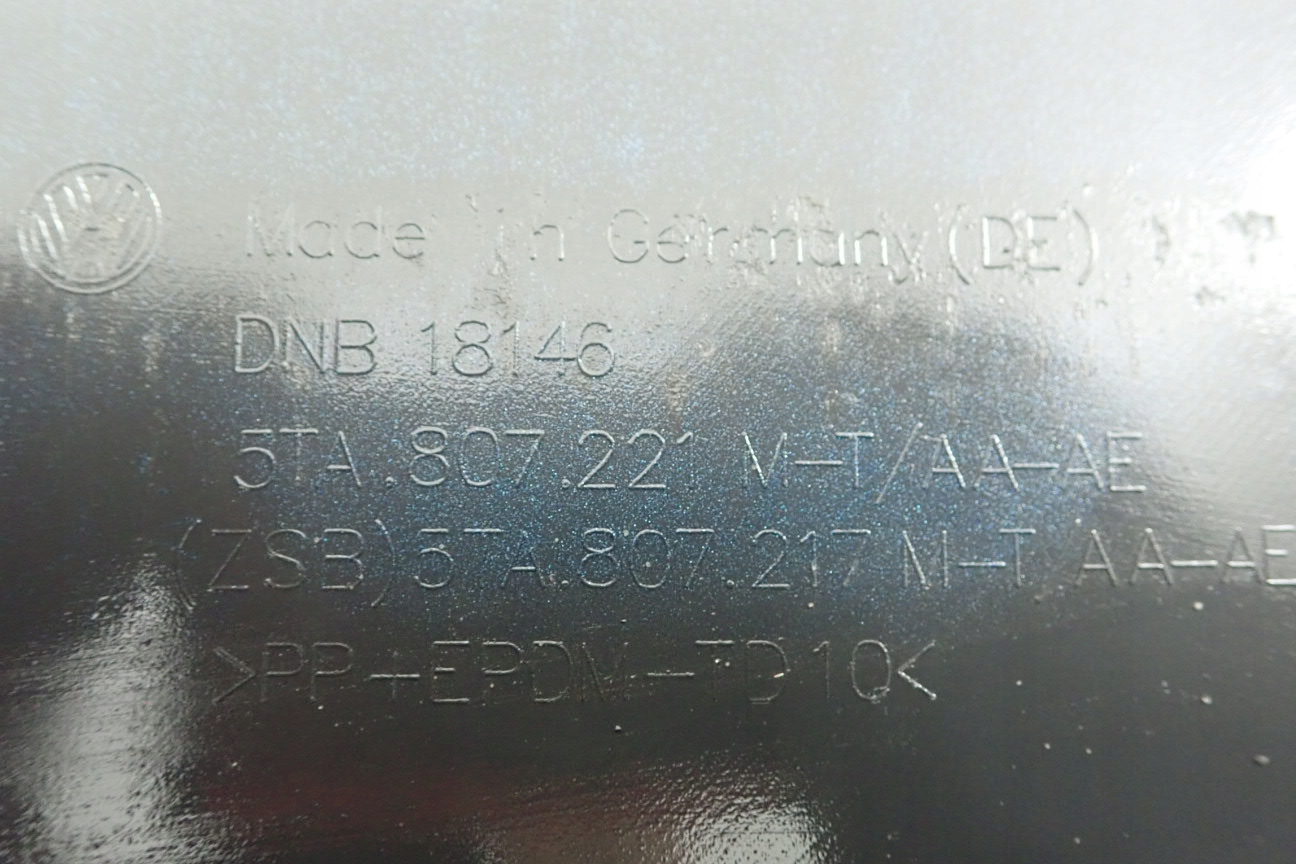 Made in Germany (DE)
DNB 18146
5TA.807.221 M-T/AA-AE
(ZSB)5TA.807.217 M-T AA-AE
>PP+EPDM-TD10<